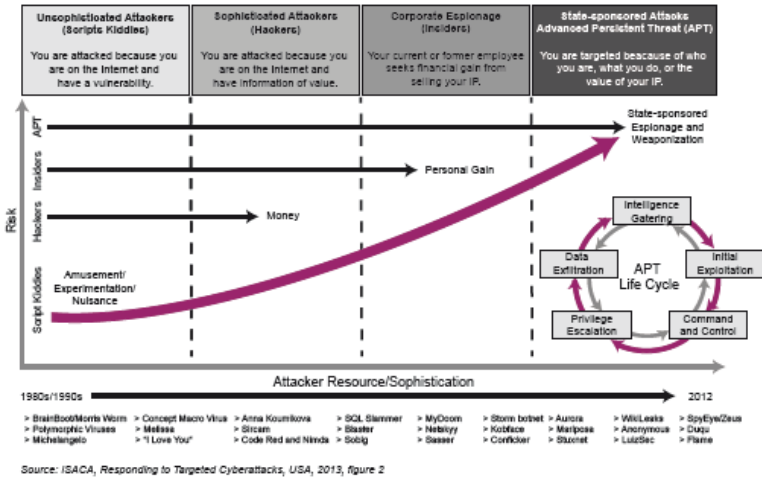 Unsophisticated Attackers
(Scripts Kiddies)
You are attacked because you
are on the Internet and
have a vulnerability.
Sophisticated Attackers
(Hackers)
You are attacked because you
are on the Internet and
have information of value.
Corporate Espionage
(Insiders)
Your current or former employee
seeks financial gain from
selling your IP.
State-sponsored Attacks
Advanced Persistent Threat (APT)
You are targeted beacause of who
you are, what you do, or the
value of your IP.
Risk
APT
Insiders
Hackers
Script Kiddies
State-sponsored
Espionage and
Weaponization
Personal Gain
Money
Amusement/
Experimentation/
Nuisance
Intelligence
Gatering
Initial
Exploitation
Command
and Control
Privilege
Escalation
Data
Exfiltration
APT
Life Cycle
Attacker Resource/Sophistication
1980s/1990s
2012
> BrainBoot/Morris Worm
> Polymorphic Viruses
> Michelangelo
> Concept Macro Virus
> Melissa
> "I Love You"
> Anna Kournikova
> Sircam
> Code Red and Nimda
> SQL Slammer
> Blaster
> Sobig
> MyDoom
> Netsky
> Sasser
> Storm botnet
> Kobface
> Conficker
> Aurora
> Mariposa
> Stuxnet
> WikiLeaks
> Anonymous
> LulzSec
> SpyEye/Zeus
> Duqu
> Flame
Source: ISACA, Responding to Targeted Cyberattacks, USA, 2013, figure 2